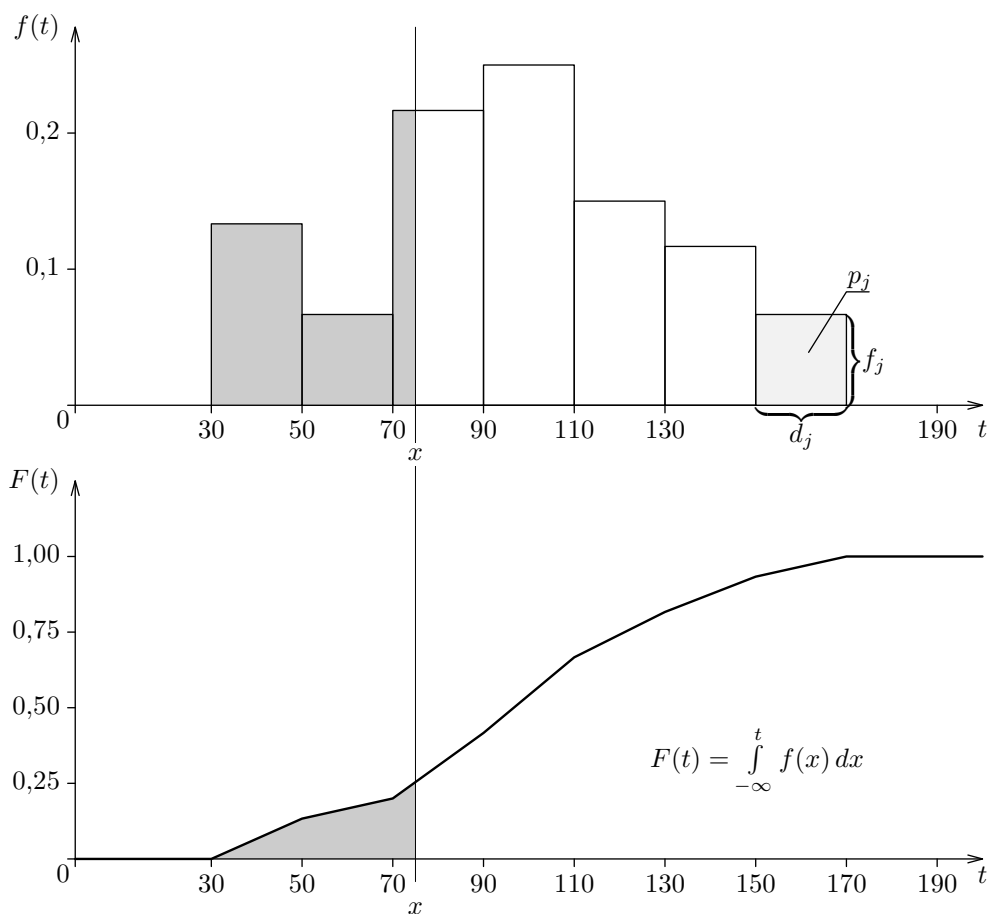 f(t)
0,2
0,1
p_j
f_j
0 30 50 70 90 110 130 d_j 190 t
x
F(t)
1,00
0,75
0,50
0,25
F(t) = ∫_{-∞}^{t} f(x) dx
0 30 50 70 90 110 130 150 170 190 t
x